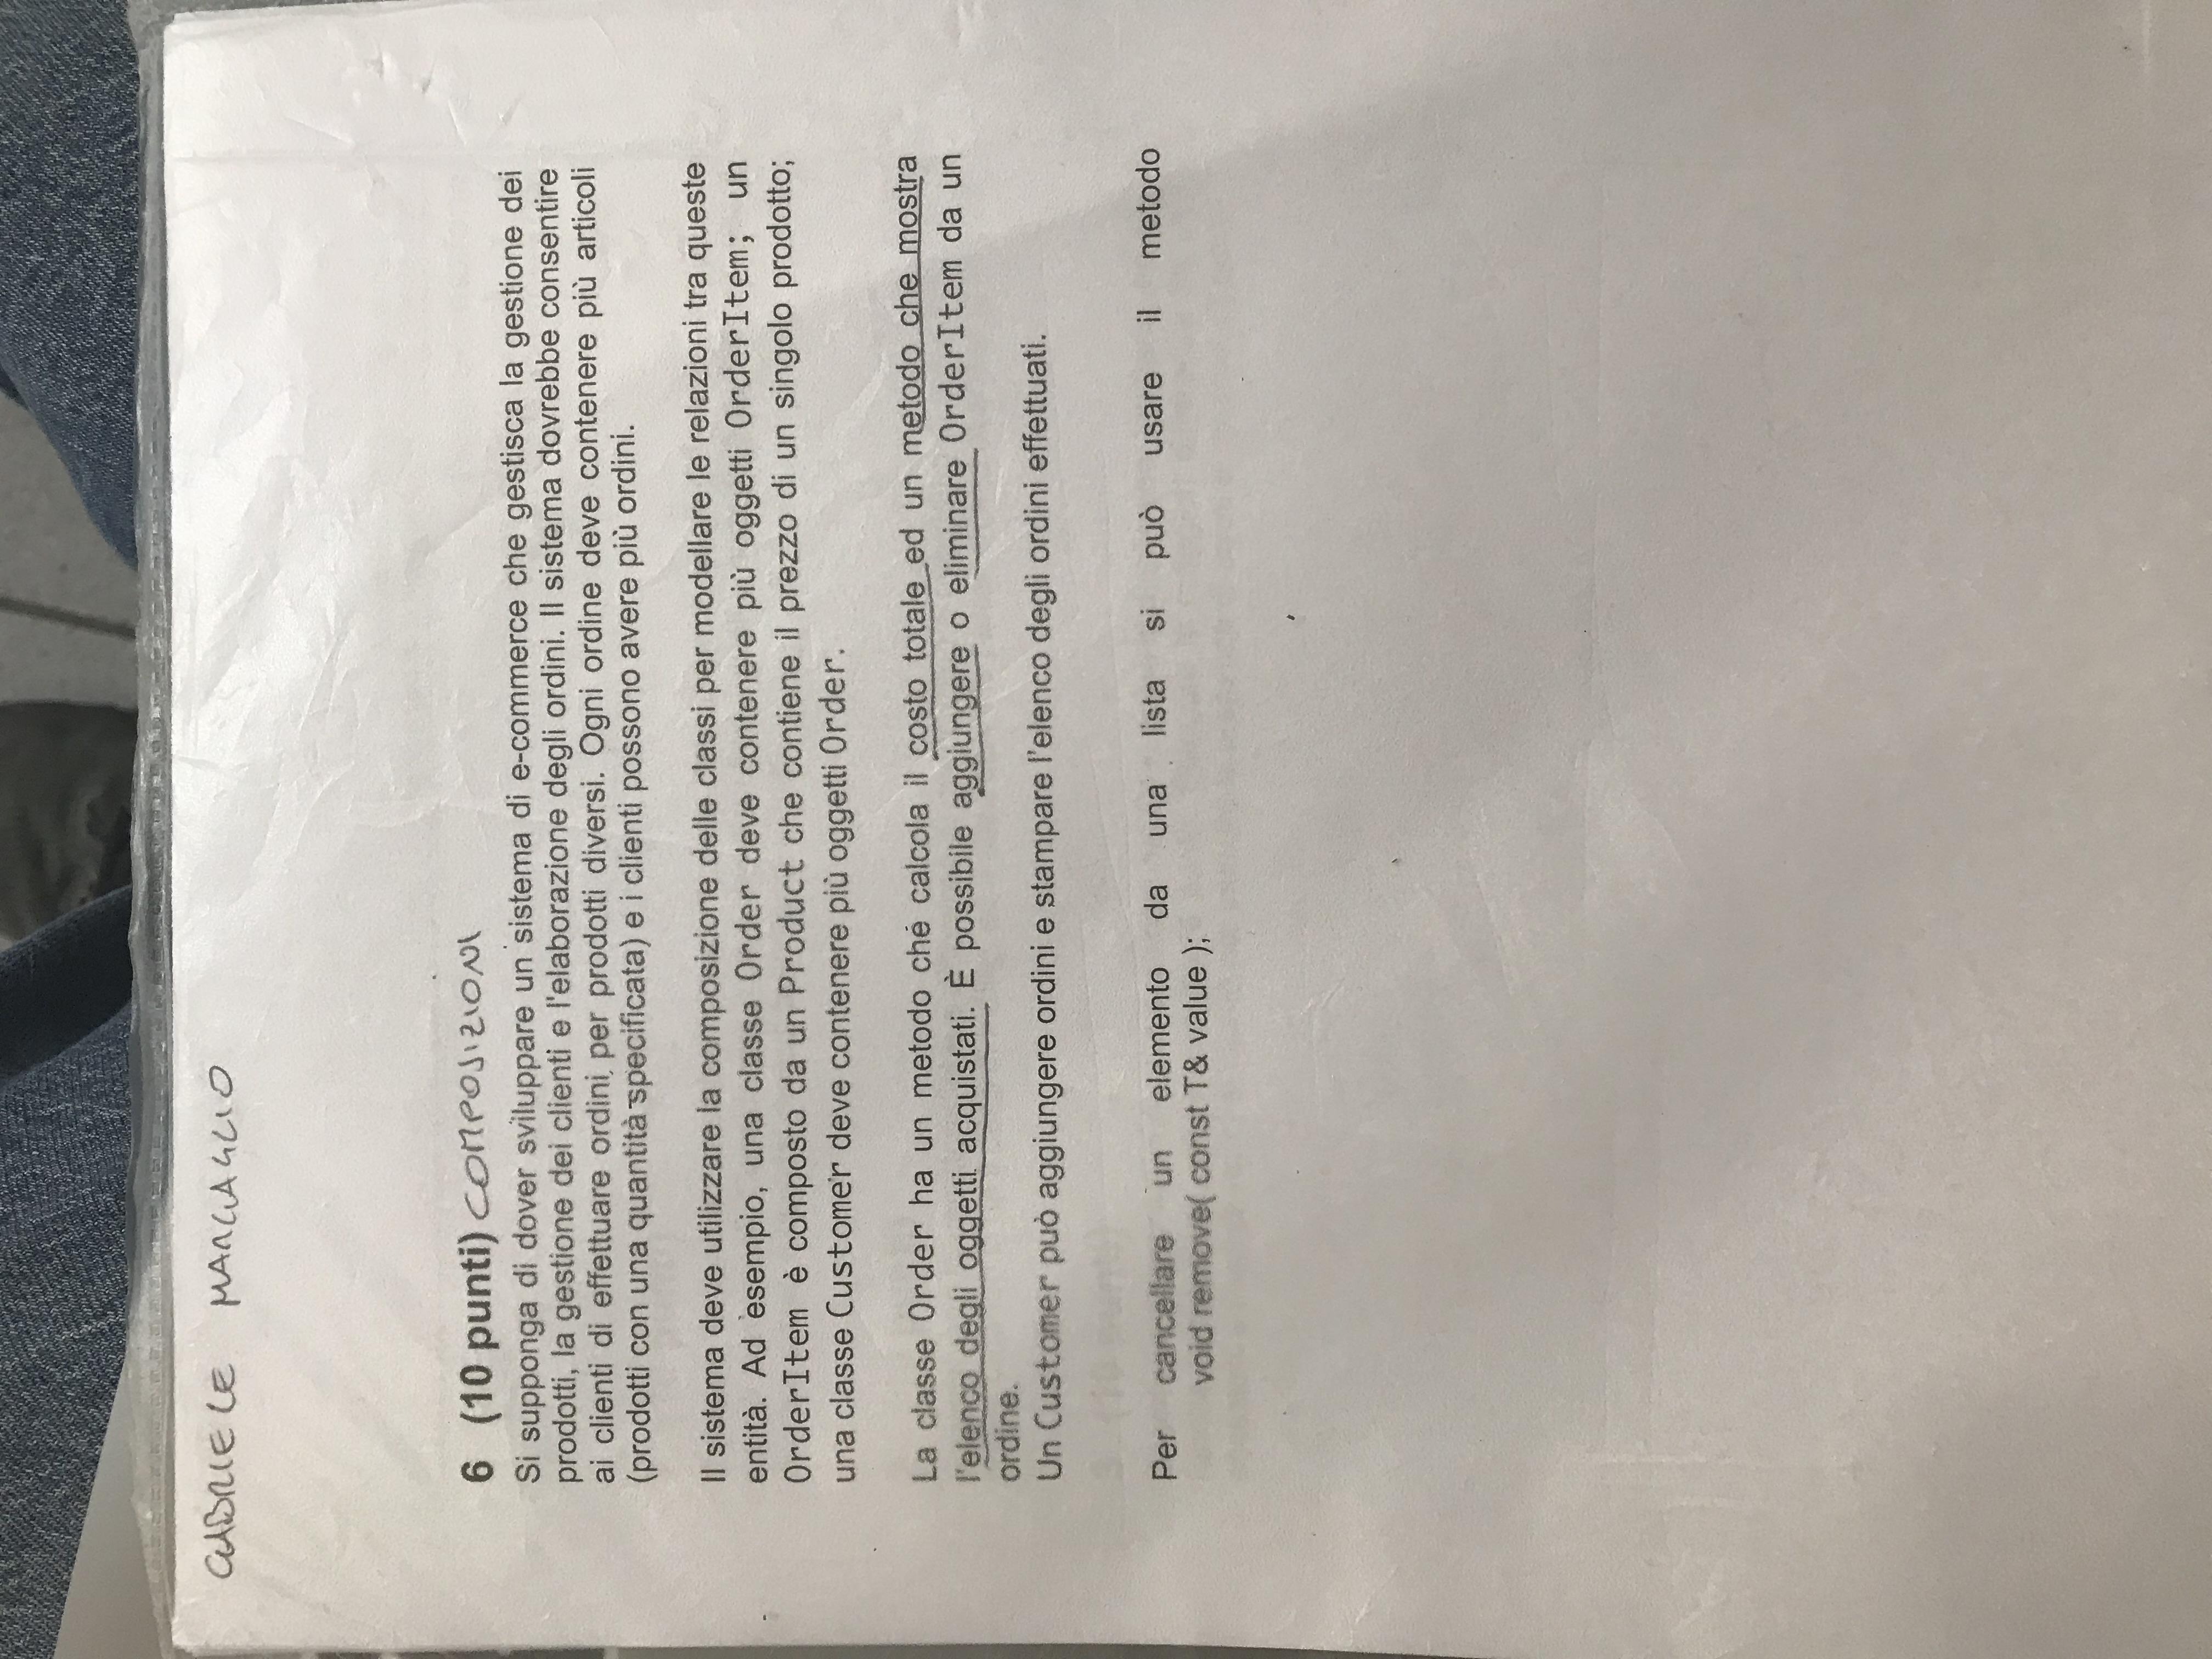 GABRIELE
6 (10 punti) COMPOSIZIONI
Si supponga di dover sviluppare un sistema di e-commerce che gestisca la gestione dei
prodotti, la gestione dei clienti e l'elaborazione degli ordini. Il sistema dovrebbe consentire
ai clienti di effettuare ordini per prodotti diversi. Ogni ordine deve contenere più articoli
(prodotti con una quantità specificata) e i clienti possono avere più ordini.
Il sistema deve utilizzare la composizione delle classi per modellare le relazioni tra queste
entità. Ad esempio, una classe Order deve contenere più oggetti OrderItem; un
OrderItem è composto da un Product che contiene il prezzo di un singolo prodotto;
una classe Customer deve contenere più oggetti Order.
La classe Order ha un metodo che calcola il costo totale ed un metodo che mostra
l'elenco degli oggetti acquistati. È possibile aggiungere o eliminare OrderItem da un
ordine.
Un Customer può aggiungere ordini e stampare l'elenco degli ordini effettuati.
Per cancellare un elemento da una lista si può usare il metodo
void remove( const T& value );